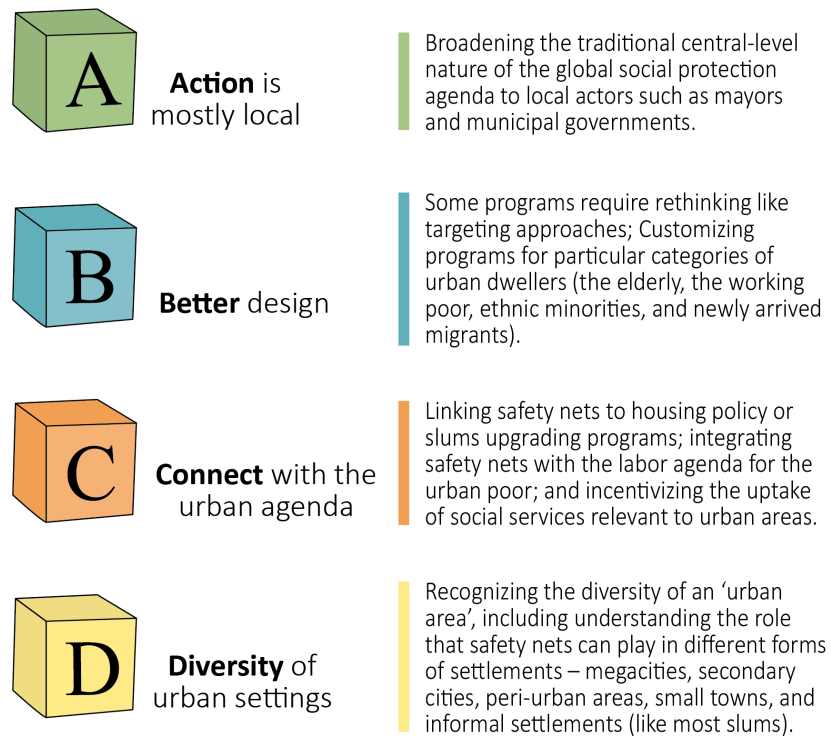 A
Action is
mostly local
Broadening the traditional central-level
nature of the global social protection
agenda to local actors such as mayors
and municipal governments.
B
Better design
Some programs require rethinking like
targeting approaches; Customizing
programs for particular categories of
urban dwellers (the elderly, the working
poor, ethnic minorities, and newly arrived
migrants).
C
Connect with the
urban agenda
Linking safety nets to housing policy or
slums upgrading programs; integrating
safety nets with the labor agenda for the
urban poor; and incentivizing the uptake
of social services relevant to urban areas.
D
Diversity of
urban settings
Recognizing the diversity of an ‘urban
area’, including understanding the role
that safety nets can play in different forms
of settlements – megacities, secondary
cities, peri-urban areas, small towns, and
informal settlements (like most slums).